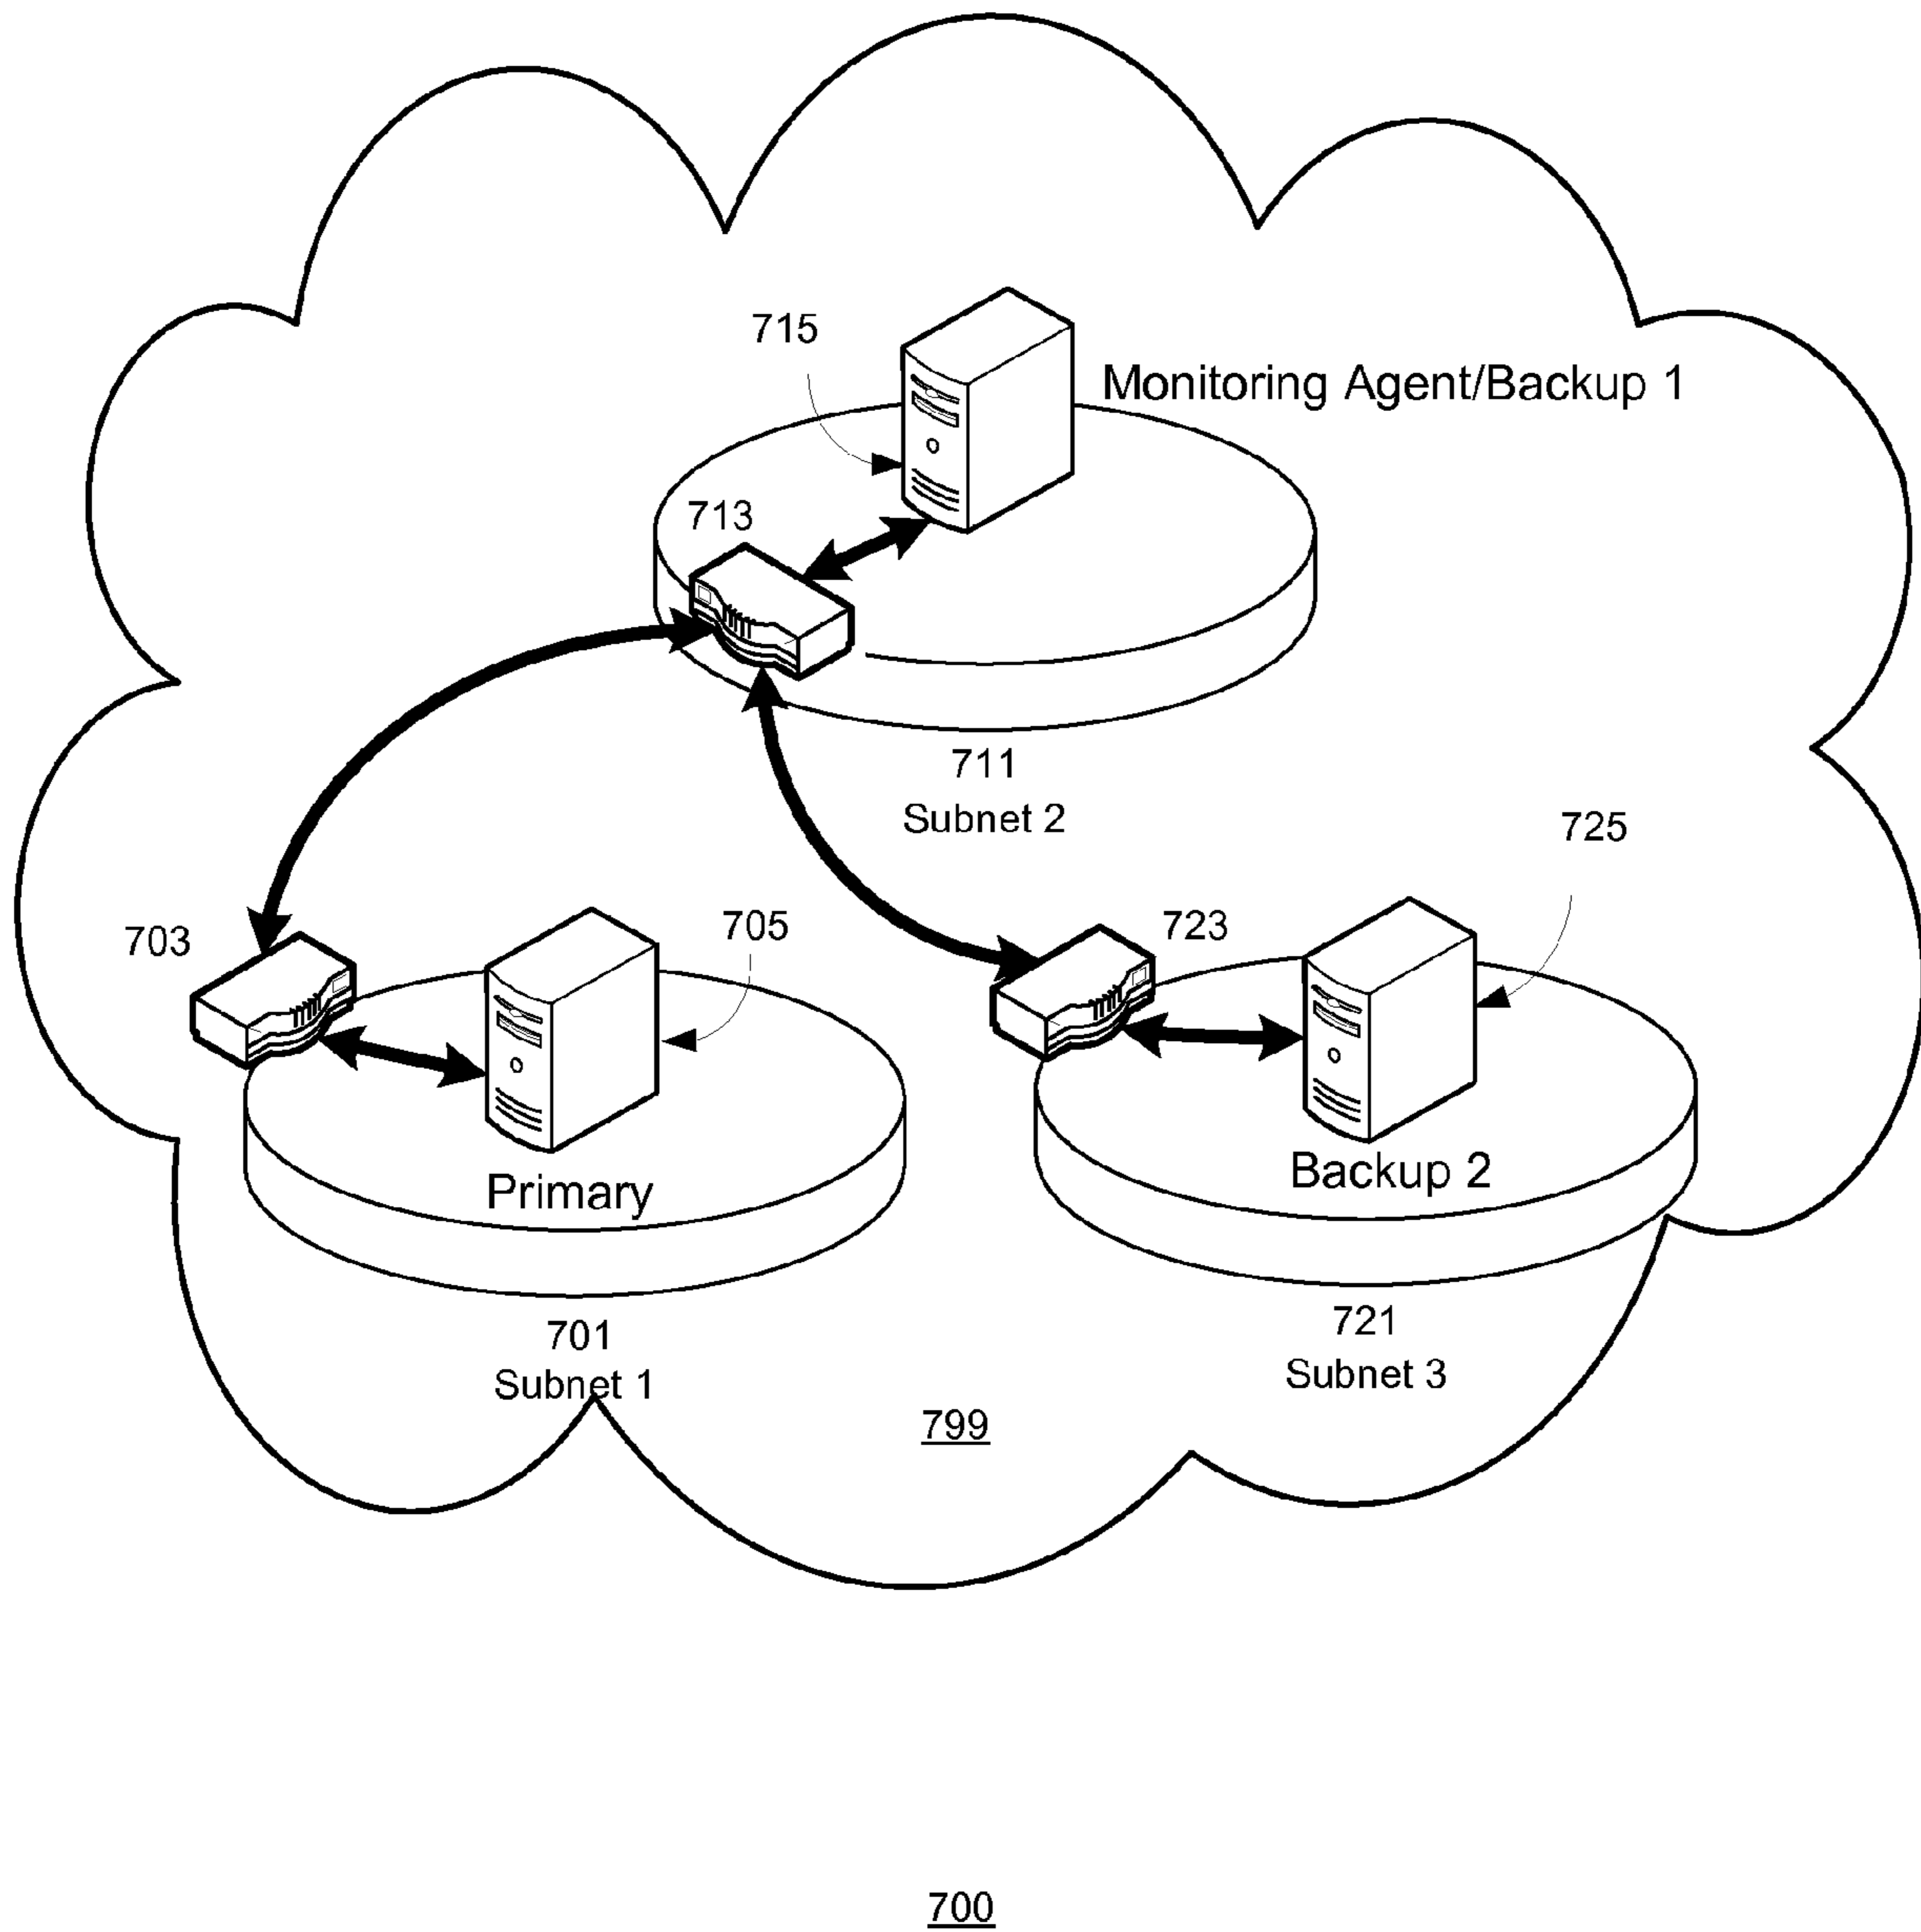 715
Monitoring Agent/Backup 1
713
711
Subnet 2
725
703
705
723
Primary
Backup 2
701
Subnet 1
721
Subnet 3
799
700